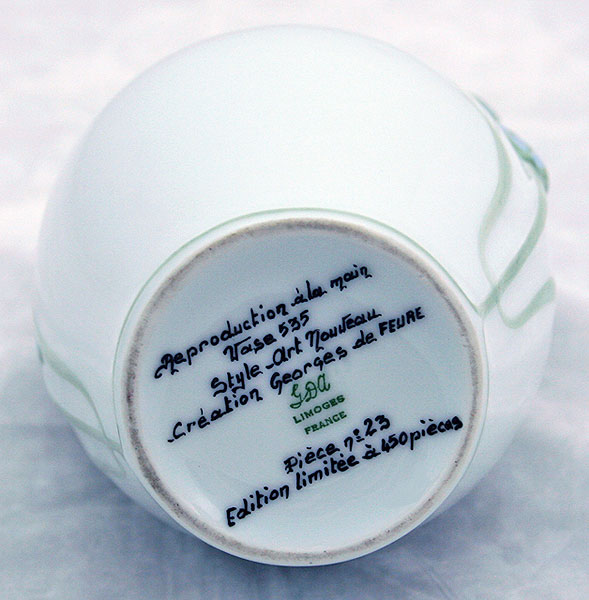 Reproduction à la main
Vase 535
Style Art Nouveau
Création Georges de FEURE
GDA
LIMOGES
FRANCE
Pièce nº 23
Edition limitée à 450 pièces